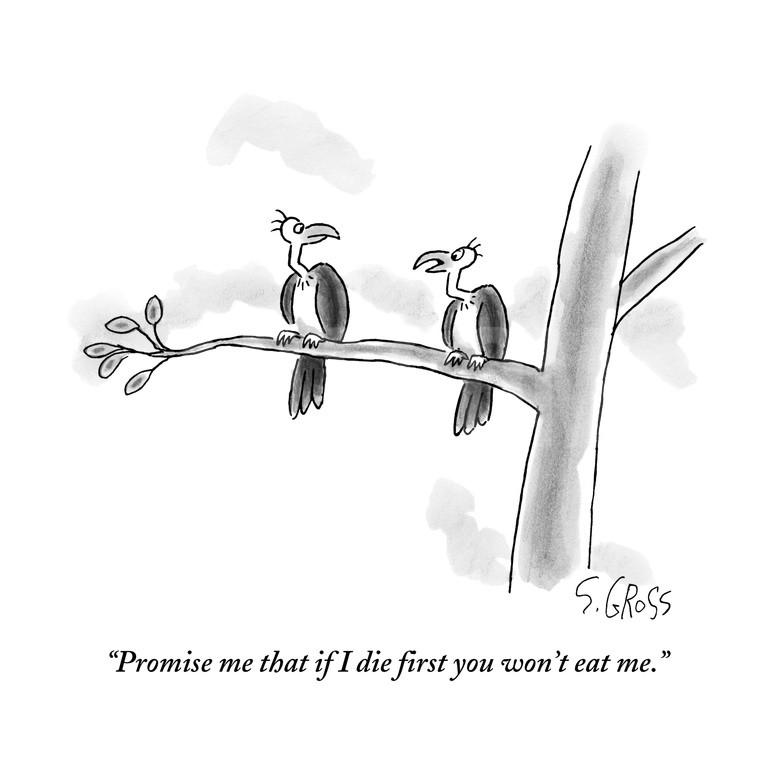 S. GROSS
“Promise me that if I die first you won’t eat me.”